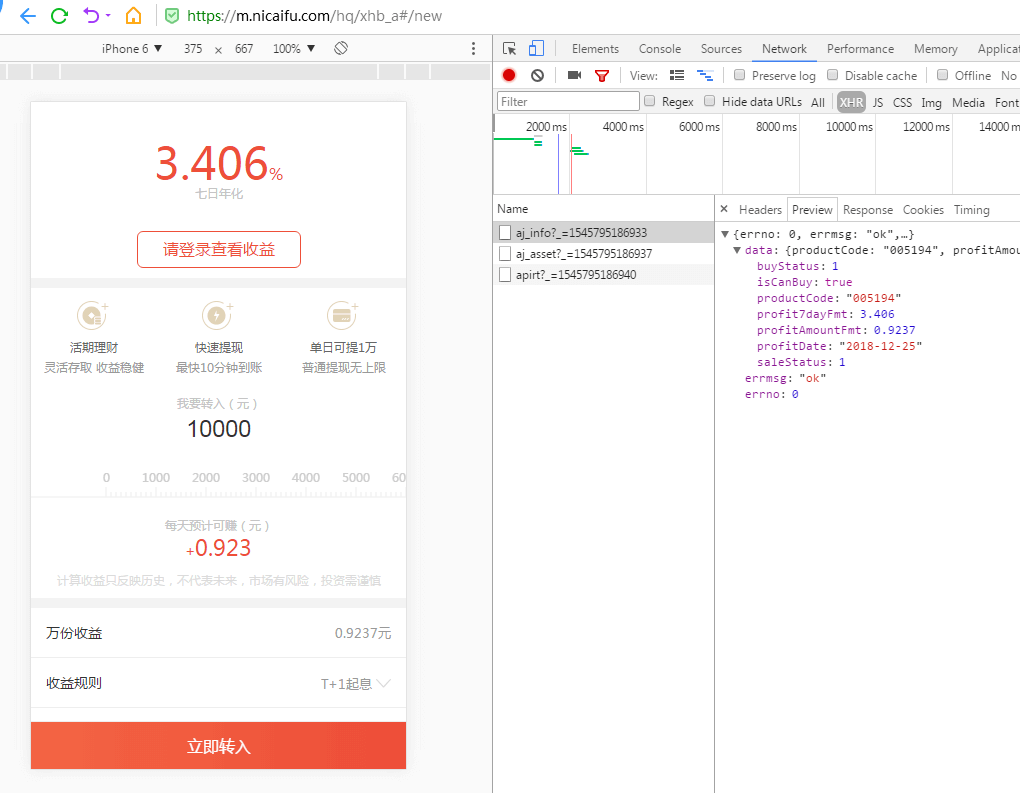 https://m.nicaifu.com/hq/xhb_a#/new
iPhone 6 ▼ 375 × 667 100% ▼
Elements Console Sources Network Performance Memory Applicat
View: Preserve log Disable cache Offline No
Filter Regex Hide data URLs All XHR JS CSS Img Media Font
2000 ms 4000 ms 6000 ms 8000 ms 10000 ms 12000 ms 14000 m
3.406%
七日年化
请登录查看收益
活期理财 快速提现 单日可提1万
灵活存取 收益稳健 最快10分钟到账 普通提现无上限
我要转入（元）
10000
0 1000 2000 3000 4000 5000 60
每天预计可赚（元）
+0.923
计算收益只反映历史，不代表未来，市场有风险，投资需谨慎
万份收益 0.9237元
收益规则 T+1起息
立即转入
Name
aj_info?_=1545795186933
aj_asset?_=1545795186937
apirt?_=1545795186940
× Headers Preview Response Cookies Timing
▼{errno: 0, errmsg: "ok",…}
▼data: {productCode: "005194", profitAmou
buyStatus: 1
isCanBuy: true
productCode: "005194"
profit7dayFmt: 3.406
profitAmountFmt: 0.9237
profitDate: "2018-12-25"
saleStatus: 1
errmsg: "ok"
errno: 0